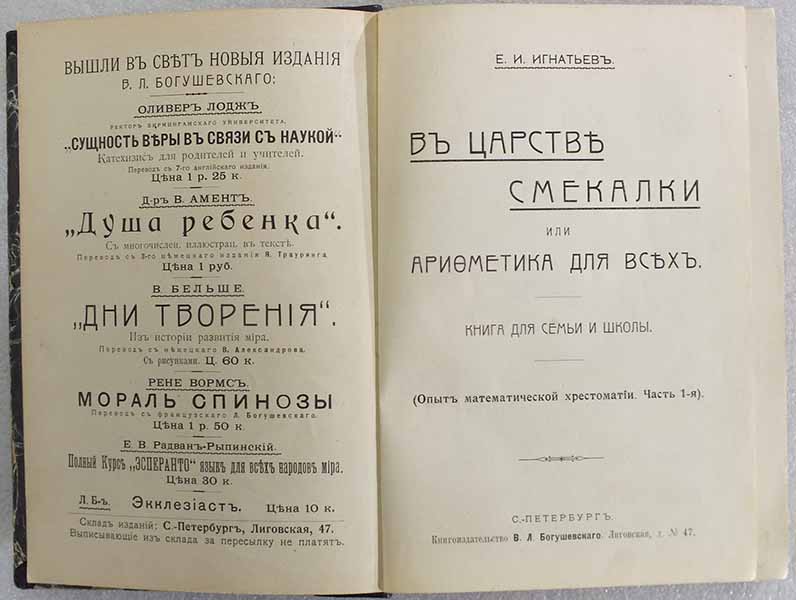 ВЫШЛИ ВЪ СВѢТЪ НОВЫЯ ИЗДАНІЯ
В. Л. БОГУШЕВСКАГО:
ОЛИВЕРЪ ЛОДЖЪ
РЕКТОРЪ БИРМИНГАМСКАГО УНИВЕРСИТЕТА.
„СУЩНОСТЬ ВѢРЫ ВЪ СВЯЗИ СЪ НАУКОЙ“
Катехизисъ для родителей и учителей.
Переводъ съ 7-го англійскаго изданія.
Цѣна 1 р. 25 к.
Д-ръ В. АМЕНТЪ.
„Душа ребенка“.
Съ многочислен. иллюстрац. въ текстѣ.
Переводъ съ 3-го нѣмецкаго изданія Я. Трауринга
Цѣна 1 руб.
В. БЕЛЬШЕ.
„ДНИ ТВОРЕНІЯ“.
Изъ исторіи развитія міра.
Переводъ съ нѣмецкаго В. Александрова.
Съ рисунками. Ц. 60 к.
РЕНЕ ВОРМСЪ.
МОРАЛЬ СПИНОЗЫ
Переводъ съ французскаго Л. Богушевскаго.
Цѣна 1 р. 50 к.
Е. В. Радванъ-Рыпинскій.
Полный Курсъ „ЭСПЕРАНТО“ языкъ для всѣхъ народовъ міра.
Цѣна 30 к.
Л. Б-ъ. Экклезіастъ. Цѣна 10 к.
Складъ изданій: С.-Петербургъ, Лиговская, 47.
Выписывающіе изъ склада за пересылку не платятъ.
Е. И. ИГНАТЬЕВЪ.
ВЪ ЦАРСТВѢ
СМЕКАЛКИ
ИЛИ
АРИѲМЕТИКА ДЛЯ ВСѢХЪ.
КНИГА ДЛЯ СЕМЬИ И ШКОЛЫ.
(Опытъ математической хрестоматіи. Часть 1-я).
С.-ПЕТЕРБУРГЪ.
Книгоиздательство В. Л. Богушевскаго. Лиговская, д. № 47.